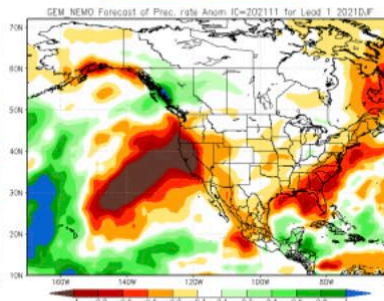 GEM_NEMO Forecast of Prec. rate Anom IC=202111 for Lead 1 2021DJF
70N
60N
50N
40N
30N
20N
10N
160W 140W 120W 100W 80W